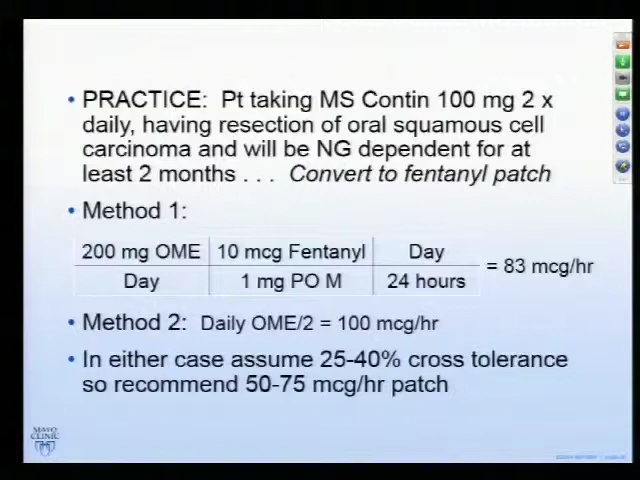 • PRACTICE: Pt taking MS Contin 100 mg 2 x
daily, having resection of oral squamous cell
carcinoma and will be NG dependent for at
least 2 months . . . Convert to fentanyl patch
• Method 1:
200 mg OME 10 mcg Fentanyl Day
Day 1 mg PO M 24 hours
= 83 mcg/hr
• Method 2: Daily OME/2 = 100 mcg/hr
• In either case assume 25-40% cross tolerance
so recommend 50-75 mcg/hr patch
MAYO
CLINIC